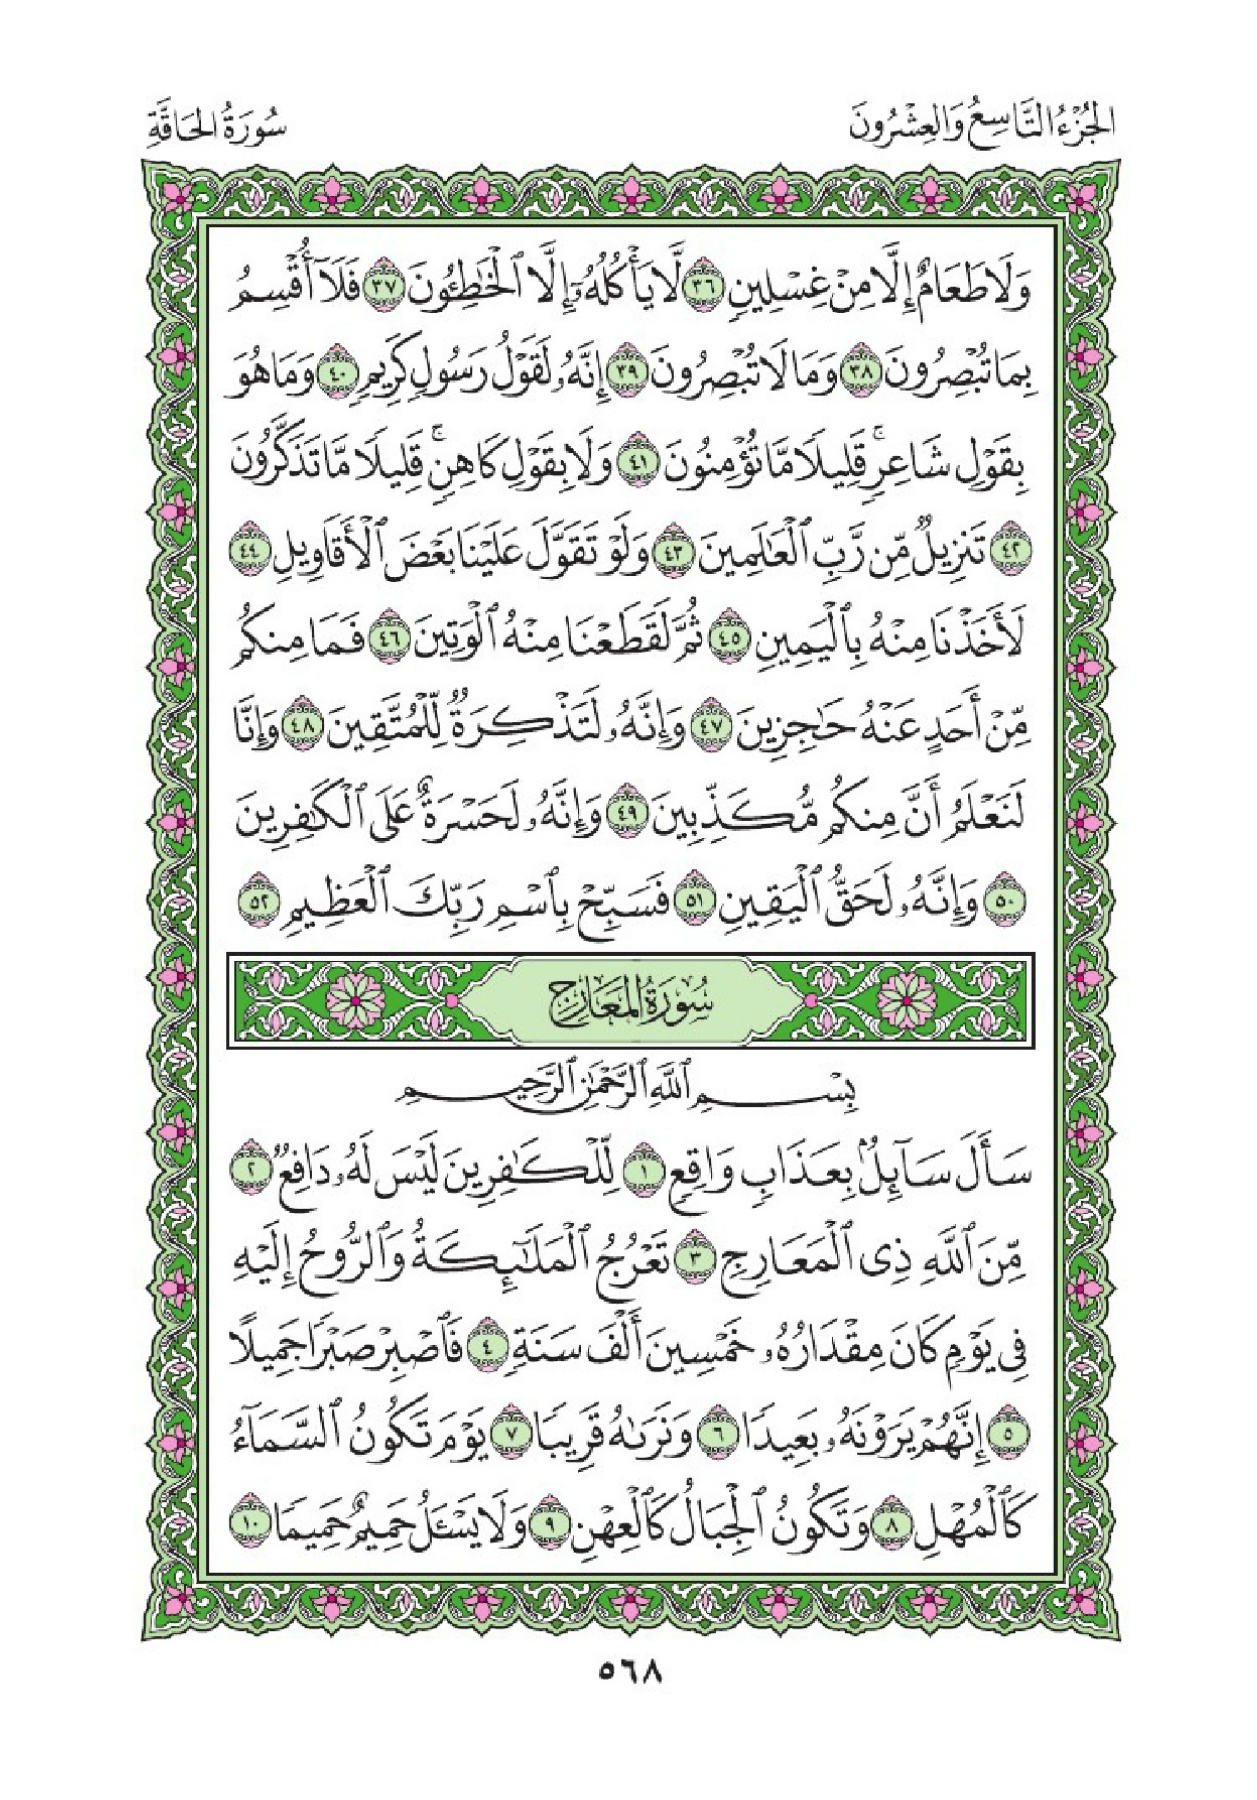 الجُزْءُ التَّاسِعُ وَالعِشْرُونَ
سُورَةُ الحَاقَّةِ
وَلَا طَعَامٌ إِلَّا مِنْ غِسْلِينٍ ٣٦ لَّا يَأْكُلُهُۥٓ إِلَّا ٱلْخَٰطِـُٔونَ ٣٧ فَلَآ أُقْسِمُ
بِمَا تُبْصِرُونَ ٣٨ وَمَا لَا تُبْصِرُونَ ٣٩ إِنَّهُۥ لَقَوْلُ رَسُولٍ كَرِيمٍ ٤٠ وَمَا هُوَ
بِقَوْلِ شَاعِرٍ ۚ قَلِيلًا مَّا تُؤْمِنُونَ ٤١ وَلَا بِقَوْلِ كَاهِنٍ ۚ قَلِيلًا مَّا تَذَكَّرُونَ
٤٢ تَنزِيلٌ مِّن رَّبِّ ٱلْعَٰلَمِينَ ٤٣ وَلَوْ تَقَوَّلَ عَلَيْنَا بَعْضَ ٱلْأَقَاوِيلِ ٤٤
لَأَخَذْنَا مِنْهُ بِٱلْيَمِينِ ٤٥ ثُمَّ لَقَطَعْنَا مِنْهُ ٱلْوَتِينَ ٤٦ فَمَا مِنكُم
مِّنْ أَحَدٍ عَنْهُ حَٰجِزِينَ ٤٧ وَإِنَّهُۥ لَتَذْكِرَةٌ لِّلْمُتَّقِينَ ٤٨ وَإِنَّا
لَنَعْلَمُ أَنَّ مِنكُم مُّكَذِّبِينَ ٤٩ وَإِنَّهُۥ لَحَسْرَةٌ عَلَى ٱلْكَٰفِرِينَ
٥٠ وَإِنَّهُۥ لَحَقُّ ٱلْيَقِينِ ٥١ فَسَبِّحْ بِٱسْمِ رَبِّكَ ٱلْعَظِيمِ ٥٢
سُورَةُ المَعَارِجِ
بِسْمِ ٱللَّهِ ٱلرَّحْمَٰنِ ٱلرَّحِيمِ
سَأَلَ سَآئِلٌۢ بِعَذَابٍ وَاقِعٍ ١ لِّلْكَٰفِرِينَ لَيْسَ لَهُۥ دَافِعٌ ٢
مِّنَ ٱللَّهِ ذِى ٱلْمَعَارِجِ ٣ تَعْرُجُ ٱلْمَلَٰٓئِكَةُ وَٱلرُّوحُ إِلَيْهِ
فِى يَوْمٍ كَانَ مِقْدَارُهُۥ خَمْسِينَ أَلْفَ سَنَةٍ ٤ فَٱصْبِرْ صَبْرًا جَمِيلًا
٥ إِنَّهُمْ يَرَوْنَهُۥ بَعِيدًا ٦ وَنَرَىٰهُ قَرِيبًا ٧ يَوْمَ تَكُونُ ٱلسَّمَآءُ
كَٱلْمُهْلِ ٨ وَتَكُونُ ٱلْجِبَالُ كَٱلْعِهْنِ ٩ وَلَا يَسْـَٔلُ حَمِيمٌ حَمِيمًا ١٠
٥٦٨